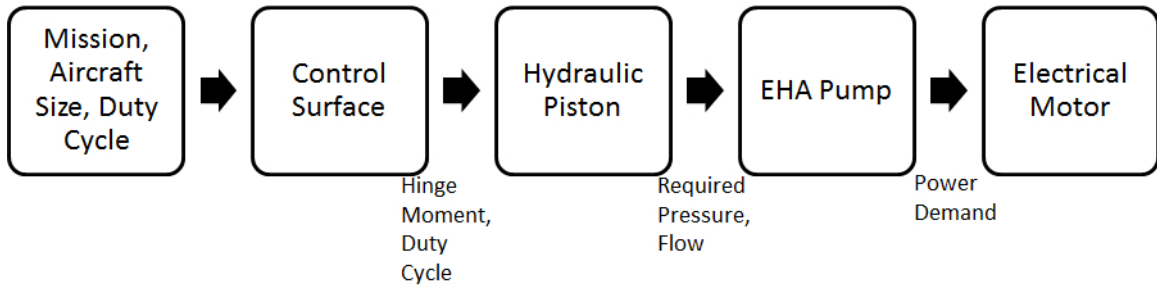 Mission,
Aircraft
Size, Duty
Cycle
Control
Surface
Hydraulic
Piston
EHA Pump
Electrical
Motor
Hinge
Moment,
Duty
Cycle
Required
Pressure,
Flow
Power
Demand